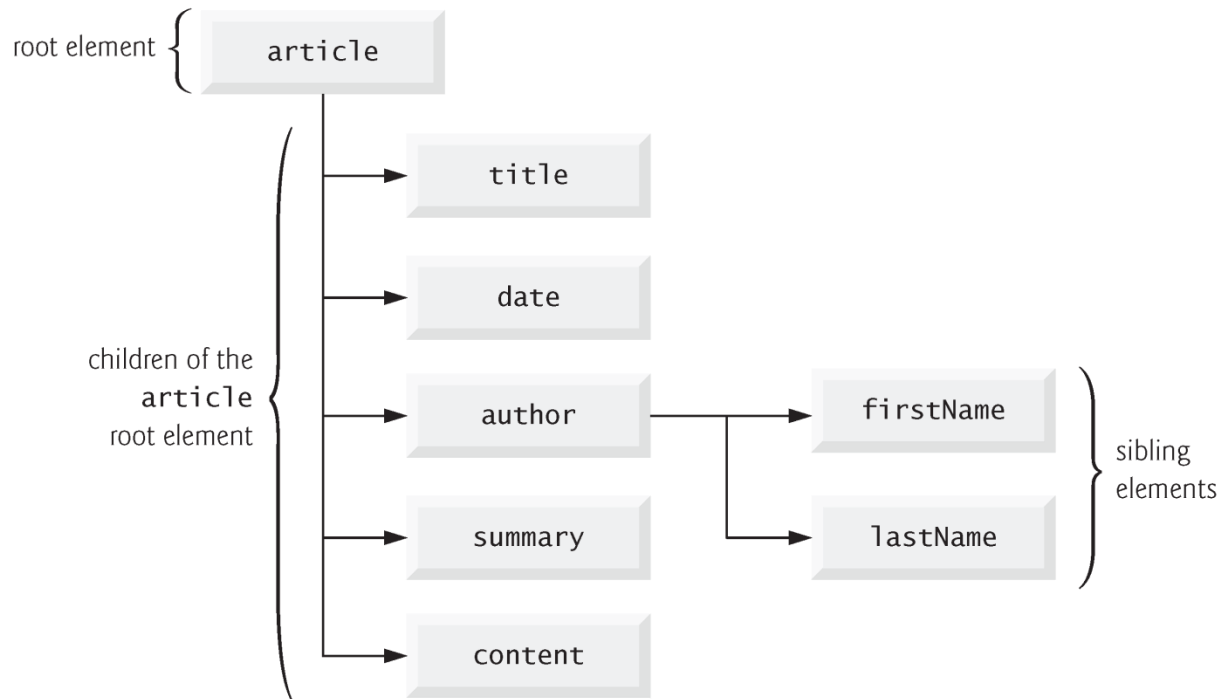 root element
article
title
date
children of the
article
root element
author
firstName
sibling
elements
summary
lastName
content